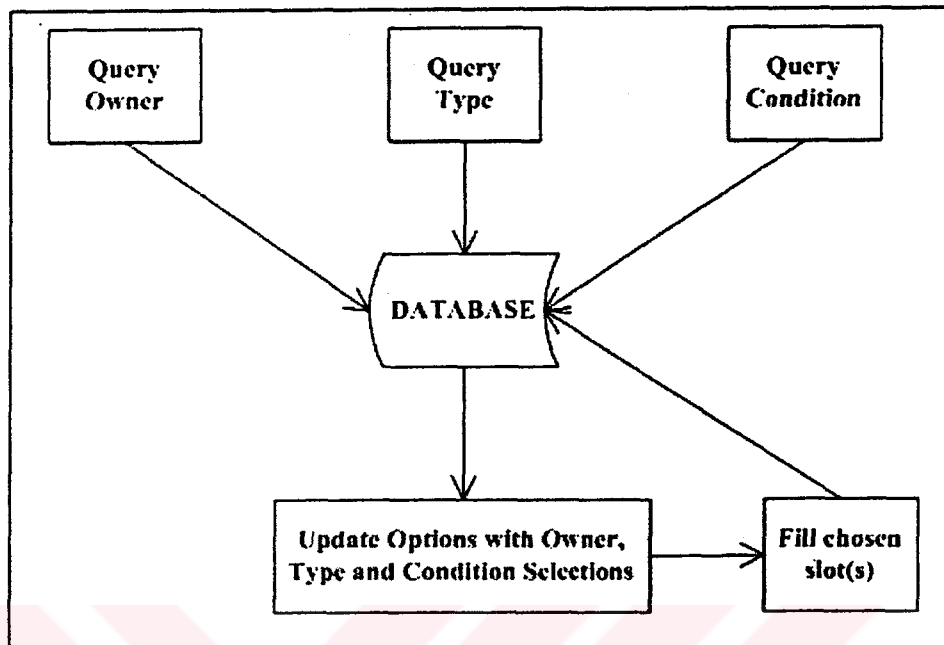 Query
Owner
Query
Type
Query
Condition
DATABASE
Update Options with Owner,
Type and Condition Selections
Fill chosen
slot(s)